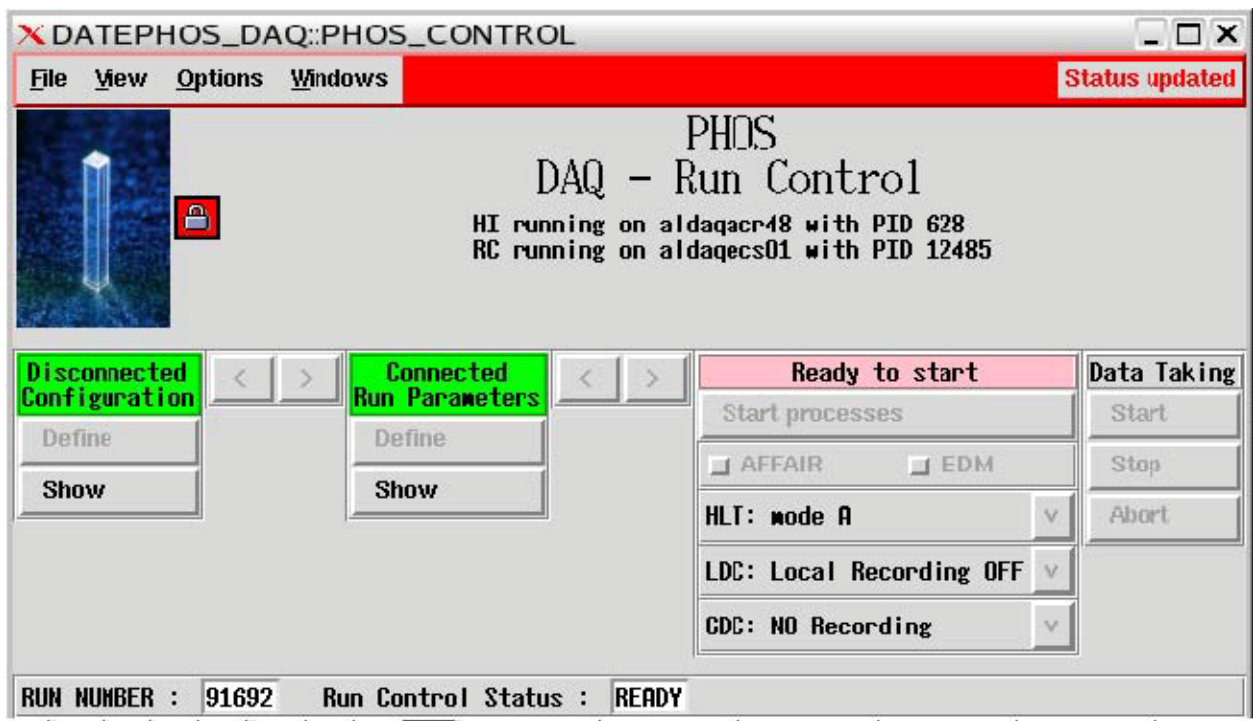 DATEPHOS_DAQ::PHOS_CONTROL
File View Options Windows
Status updated
PHOS
DAQ – Run Control
HI running on aldaqacr48 with PID 628
RC running on aldaqecs01 with PID 12485
Disconnected
Configuration
< >
Define
Show
Connected
Run Parameters
< >
Define
Show
Ready to start
Start processes
AFFAIR EDM
HLT: mode A v
LDC: Local Recording OFF v
CDC: NO Recording v
Data Taking
Start
Stop
Abort
RUN NUMBER : 91692 Run Control Status : READY